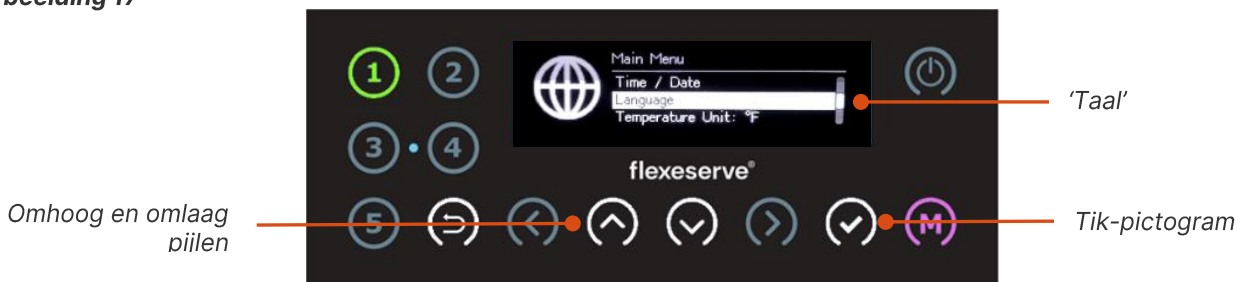 beelding 17
1 2
Main Menu
Time / Date
Language
Temperature Unit: °F
'Taal'
3 4
flexeserve®
Omhoog en omlaag
pijlen
5
M
Tik-pictogram